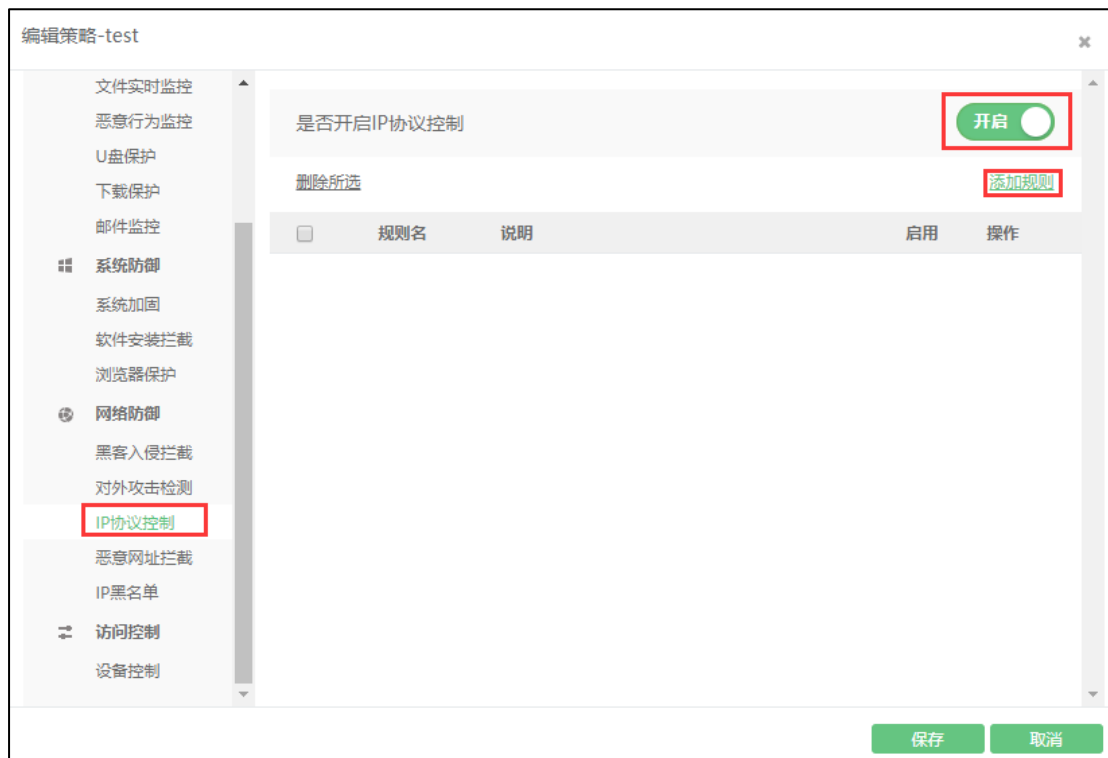 编辑策略-test
文件实时监控
恶意行为监控
U盘保护
下载保护
邮件监控
系统防御
系统加固
软件安装拦截
浏览器保护
网络防御
黑客入侵拦截
对外攻击检测
IP协议控制
恶意网址拦截
IP黑名单
访问控制
设备控制
是否开启IP协议控制 开启
删除所选 添加规则
规则名 说明 启用 操作
保存 取消